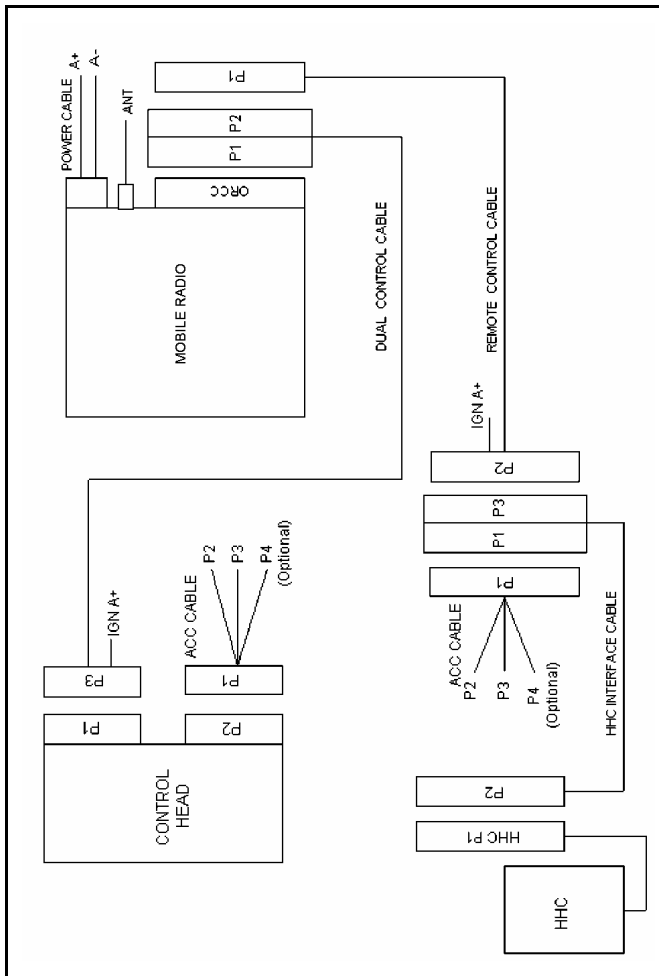 POWER CABLE
A+
A-
ANT
P1
P1
P2
ORCC
MOBILE RADIO
DUAL CONTROL CABLE
REMOTE CONTROL CABLE
IGN A+
P2
P1
P3
P1
ACC CABLE
P2
P3
P4
(Optional)
HHC INTERFACE CABLE
P3
IGN A+
P1
P2
P1
ACC CABLE
P2
P3
P4
(Optional)
CONTROL
HEAD
P2
HHC P1
HHC